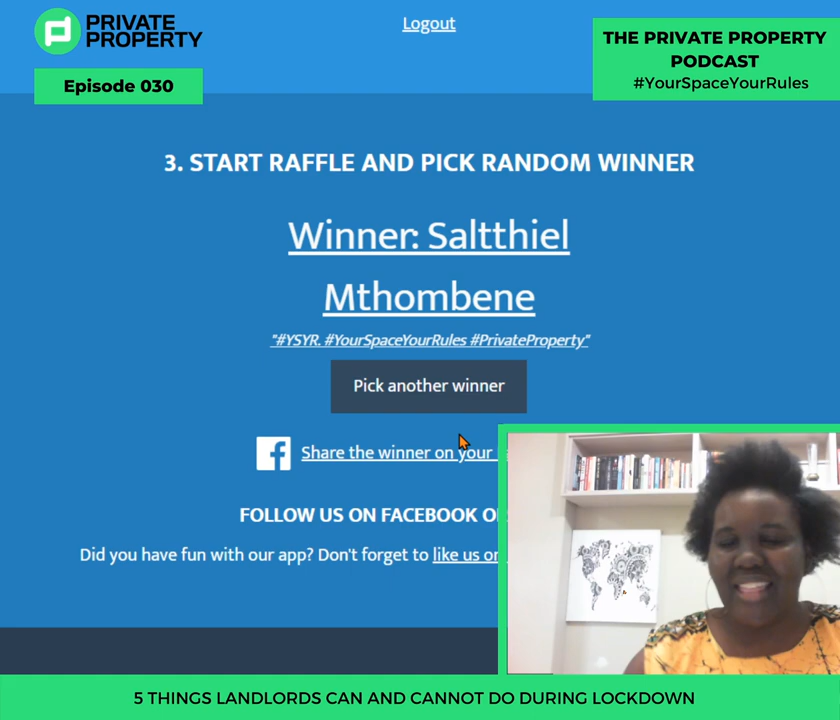 PRIVATE
PROPERTY
Episode 030
Logout
THE PRIVATE PROPERTY
PODCAST
#YourSpaceYourRules
3. START RAFFLE AND PICK RANDOM WINNER
Winner: Saltthiel
Mthombene
"#YSYR. #YourSpaceYourRules #PrivateProperty"
Pick another winner
Share the winner on your
FOLLOW US ON FACEBOOK
Did you have fun with our app? Don't forget to like us on
5 THINGS LANDLORDS CAN AND CANNOT DO DURING LOCKDOWN